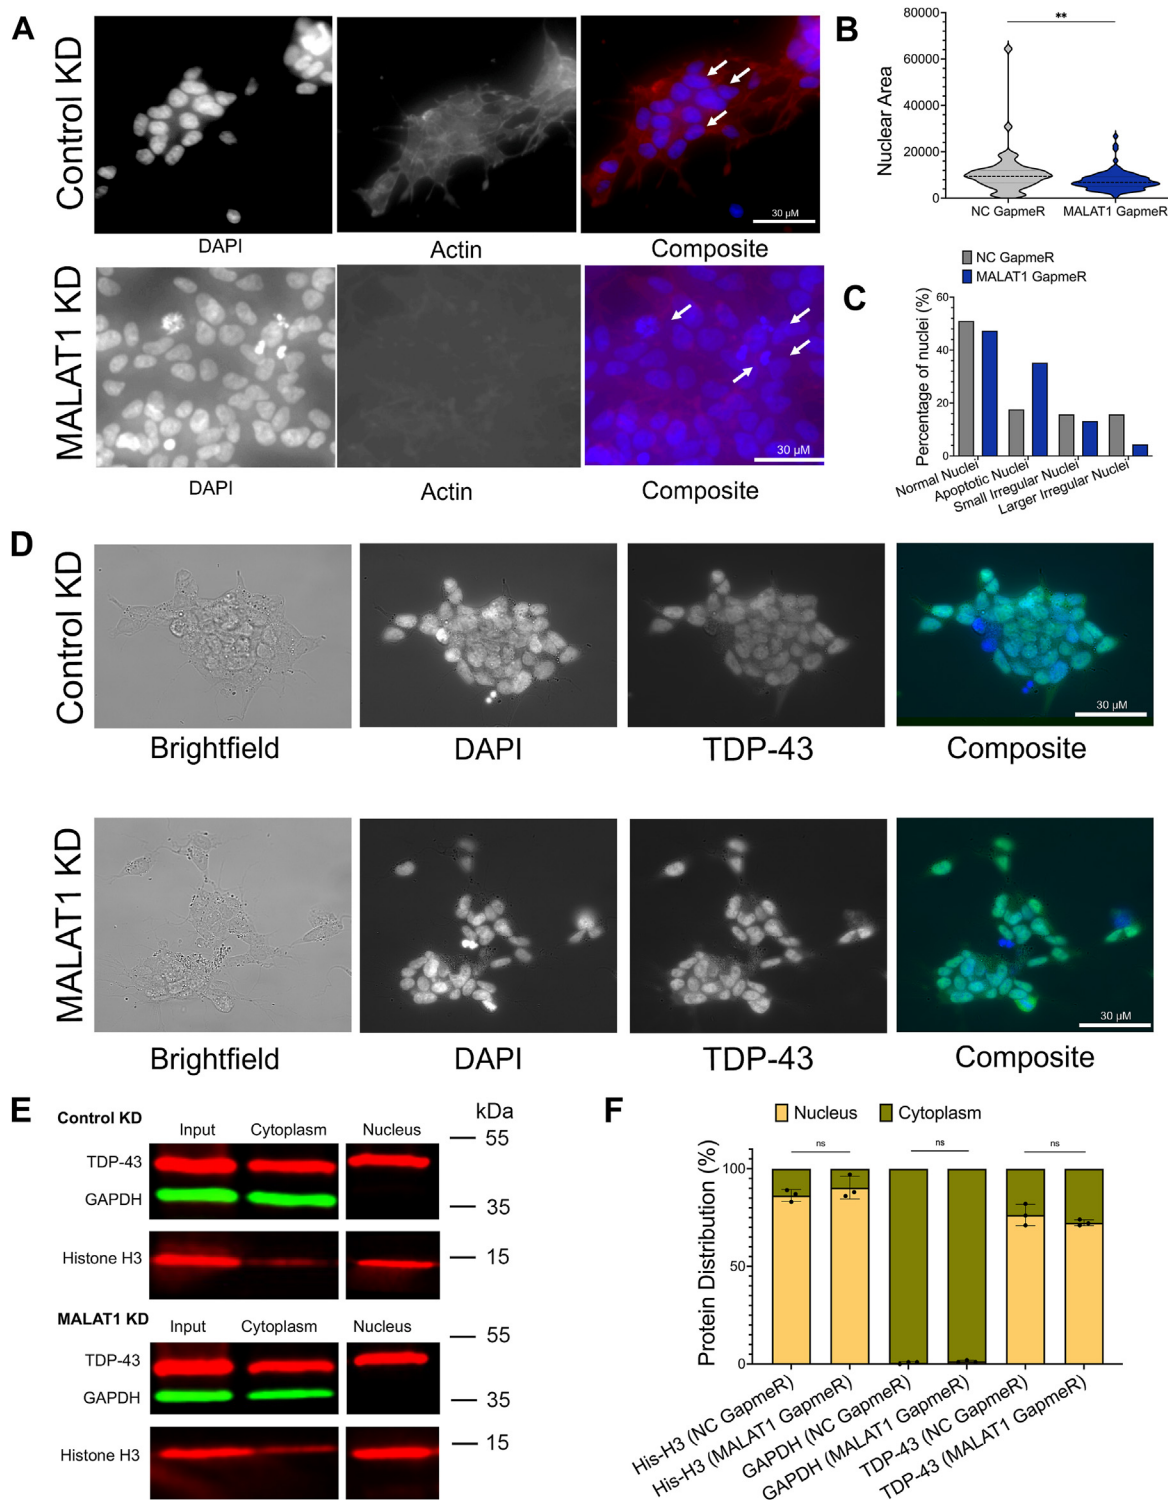 A
Control KD
DAPI
Actin
Composite
30 µM
MALAT1 KD
DAPI
Actin
Composite
30 µM
B
Nuclear Area
80000
60000
40000
20000
0
**
NC GapmeR
MALAT1 GapmeR
C
NC GapmeR
MALAT1 GapmeR
Percentage of nuclei (%)
60
40
20
0
Normal Nuclei
Apoptotic Nuclei
Small Irregular Nuclei
Larger Irregular Nuclei
D
Control KD
Brightfield
DAPI
TDP-43
Composite
30 µM
MALAT1 KD
Brightfield
DAPI
TDP-43
Composite
30 µM
E
Control KD
Input Cytoplasm Nucleus
kDa
TDP-43
GAPDH
Histone H3
55
35
15
MALAT1 KD
Input Cytoplasm Nucleus
TDP-43
GAPDH
Histone H3
55
35
15
F
Nucleus
Cytoplasm
Protein Distribution (%)
100
50
0
ns
ns
ns
His-H3 (NC GapmeR)
His-H3 (MALAT1 GapmeR)
GAPDH (NC GapmeR)
GAPDH (MALAT1 GapmeR)
TDP-43 (NC GapmeR)
TDP-43 (MALAT1 GapmeR)